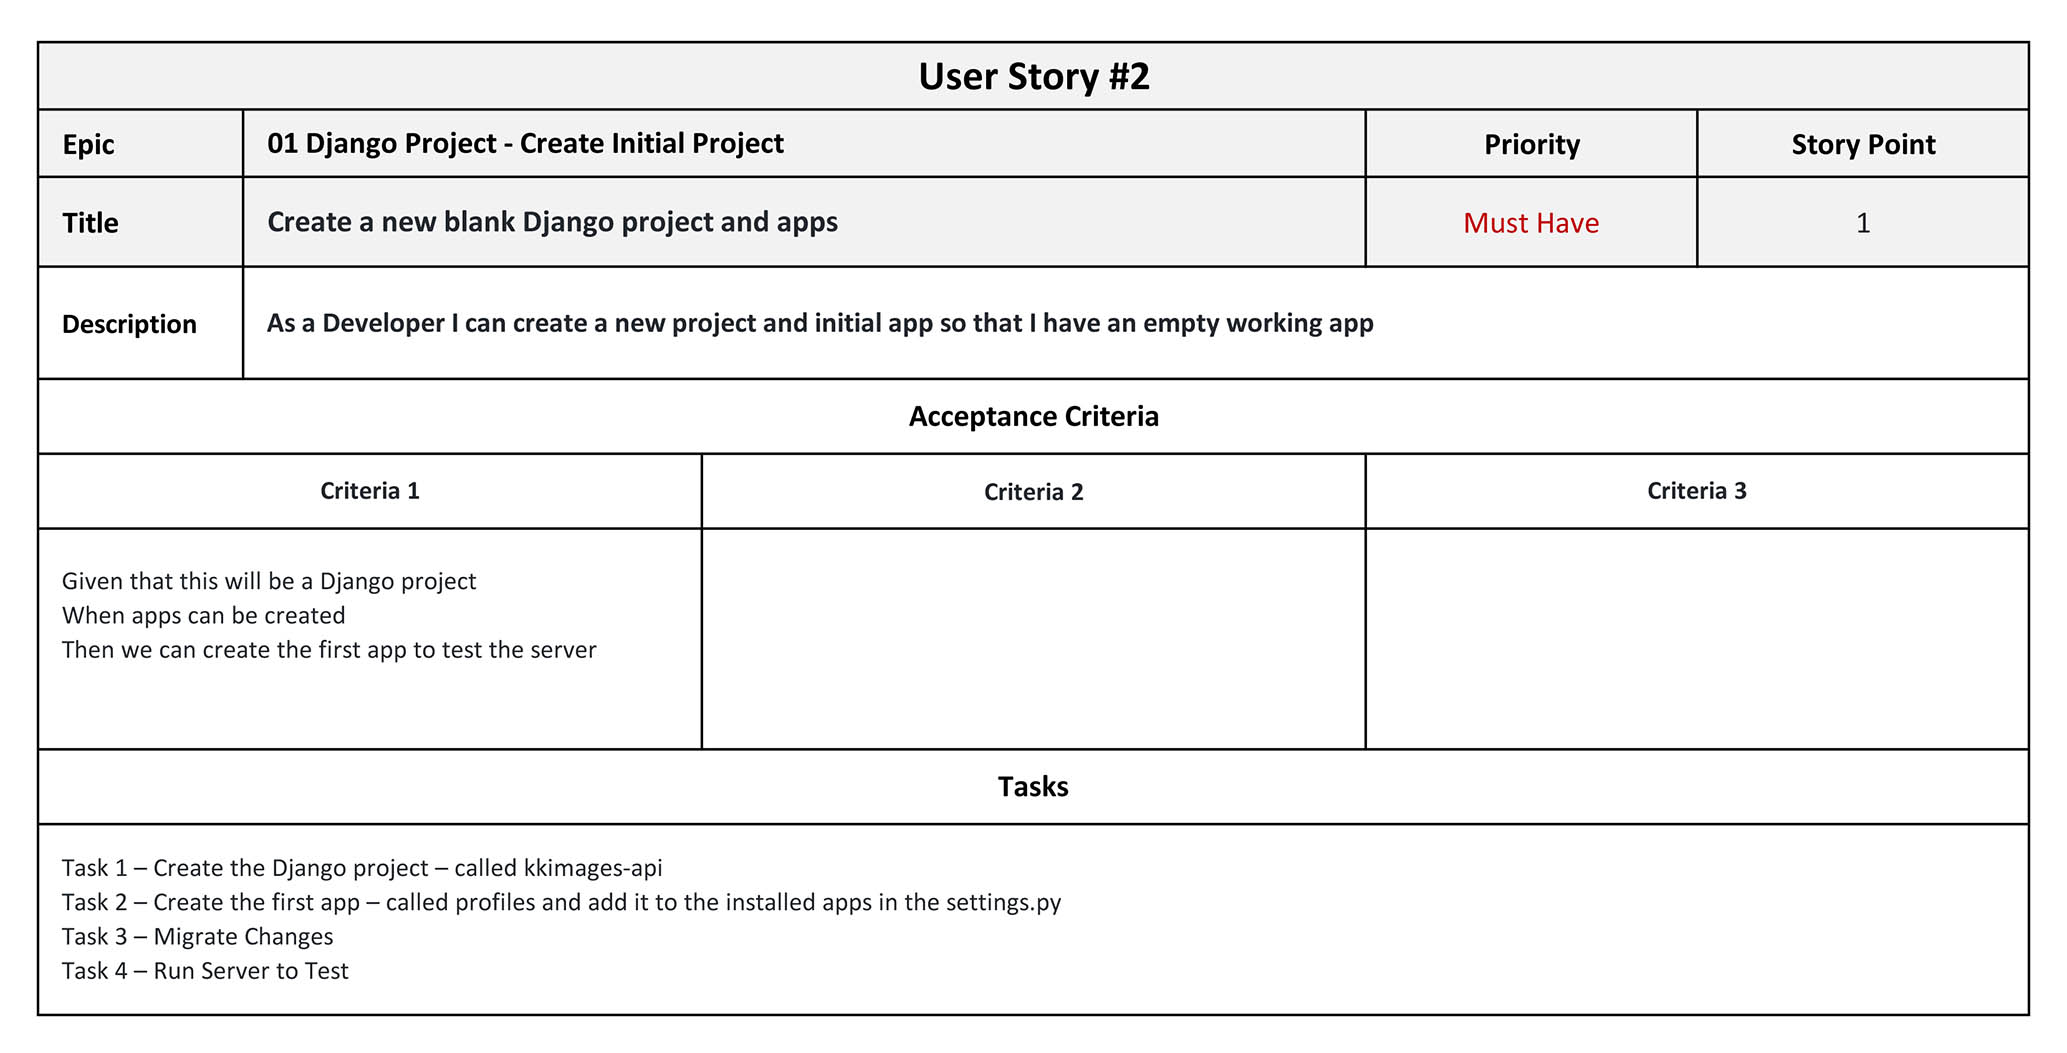 User Story #2
Epic
01 Django Project - Create Initial Project
Priority
Story Point
Title
Create a new blank Django project and apps
Must Have
1
Description
As a Developer I can create a new project and initial app so that I have an empty working app
Acceptance Criteria
Criteria 1
Criteria 2
Criteria 3
Given that this will be a Django project
When apps can be created
Then we can create the first app to test the server
Tasks
Task 1 – Create the Django project – called kkimages-api
Task 2 – Create the first app – called profiles and add it to the installed apps in the settings.py
Task 3 – Migrate Changes
Task 4 – Run Server to Test